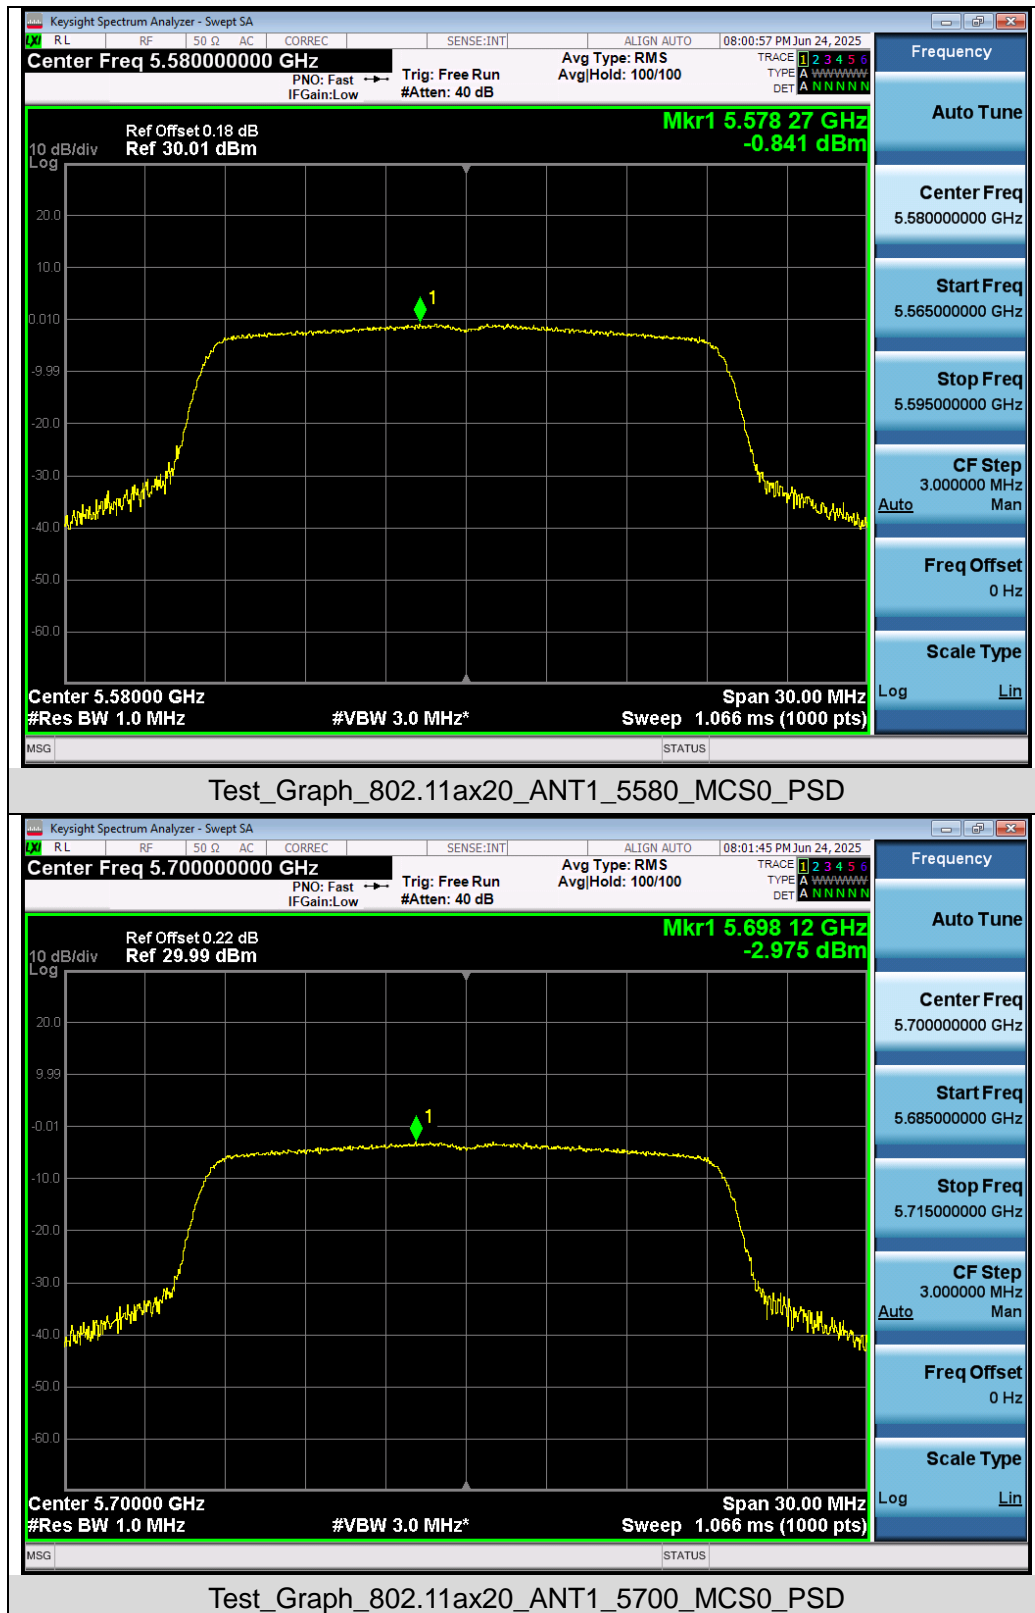 Keysight Spectrum Analyzer - Swept SA
LXI RL RF 50 Ω AC CORREC SENSE:INT ALIGN AUTO 08:00:57 PM Jun 24, 2025
Center Freq 5.580000000 GHz
PNO: Fast
IFGain:Low
Trig: Free Run
#Atten: 40 dB
Avg Type: RMS
Avg|Hold: 100/100
TRACE 1 2 3 4 5 6
TYPE A WWWWW
DET A N N N N N
Mkr1 5.578 27 GHz
-0.841 dBm
Ref Offset 0.18 dB
10 dB/div Ref 30.01 dBm
Log
20.0
10.0
0.010
-9.99
-20.0
-30.0
-40.0
-50.0
-60.0
1
Center 5.58000 GHz Span 30.00 MHz
#Res BW 1.0 MHz #VBW 3.0 MHz* Sweep 1.066 ms (1000 pts)
MSG STATUS
Frequency
Auto Tune
Center Freq
5.580000000 GHz
Start Freq
5.565000000 GHz
Stop Freq
5.595000000 GHz
CF Step
3.000000 MHz
Auto Man
Freq Offset
0 Hz
Scale Type
Log Lin
Test_Graph_802.11ax20_ANT1_5580_MCS0_PSD
Keysight Spectrum Analyzer - Swept SA
LXI RL RF 50 Ω AC CORREC SENSE:INT ALIGN AUTO 08:01:45 PM Jun 24, 2025
Center Freq 5.700000000 GHz
PNO: Fast
IFGain:Low
Trig: Free Run
#Atten: 40 dB
Avg Type: RMS
Avg|Hold: 100/100
TRACE 1 2 3 4 5 6
TYPE A WWWWW
DET A N N N N N
Mkr1 5.698 12 GHz
-2.975 dBm
Ref Offset 0.22 dB
10 dB/div Ref 29.99 dBm
Log
20.0
9.99
-0.01
-10.0
-20.0
-30.0
-40.0
-50.0
-60.0
1
Center 5.70000 GHz Span 30.00 MHz
#Res BW 1.0 MHz #VBW 3.0 MHz* Sweep 1.066 ms (1000 pts)
MSG STATUS
Frequency
Auto Tune
Center Freq
5.700000000 GHz
Start Freq
5.685000000 GHz
Stop Freq
5.715000000 GHz
CF Step
3.000000 MHz
Auto Man
Freq Offset
0 Hz
Scale Type
Log Lin
Test_Graph_802.11ax20_ANT1_5700_MCS0_PSD